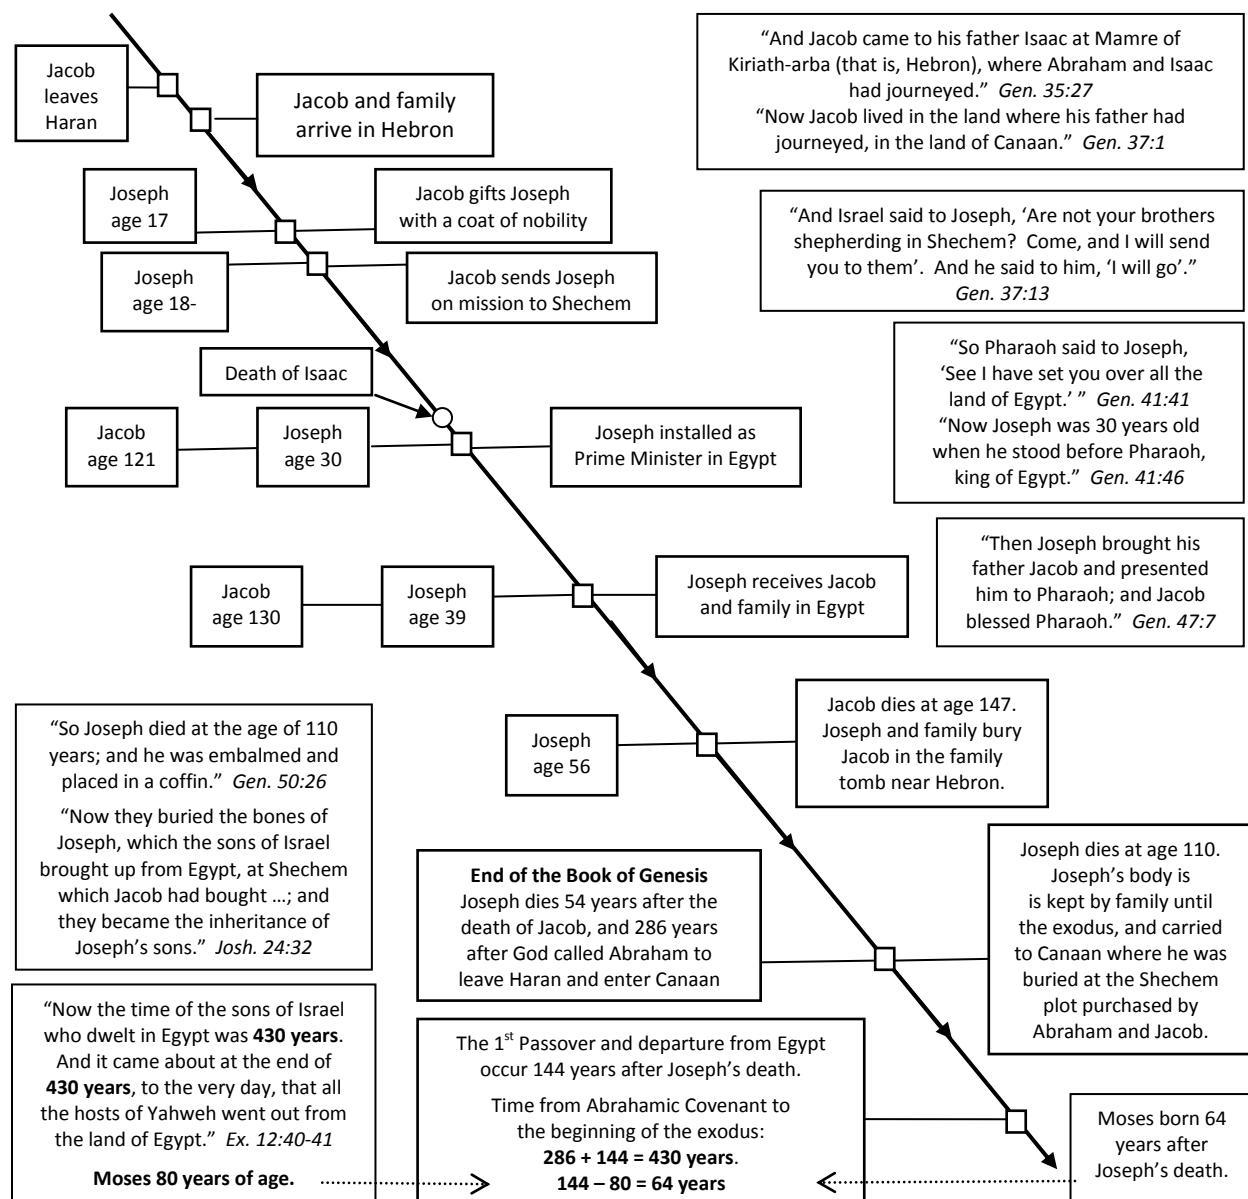 Jacob
leaves
Haran
Jacob and family
arrive in Hebron
“And Jacob came to his father Isaac at Mamre of
Kiriath-arba (that is, Hebron), where Abraham and Isaac
had journeyed.” Gen. 35:27
“Now Jacob lived in the land where his father had
journeyed, in the land of Canaan.” Gen. 37:1
Joseph
age 17
Jacob gifts Joseph
with a coat of nobility
Joseph
age 18-
Jacob sends Joseph
on mission to Shechem
“And Israel said to Joseph, ‘Are not your brothers
shepherding in Shechem? Come, and I will send
you to them’. And he said to him, ‘I will go’.”
Gen. 37:13
Death of Isaac
“So Pharaoh said to Joseph,
‘See I have set you over all the
land of Egypt.’ ” Gen. 41:41
“Now Joseph was 30 years old
when he stood before Pharaoh,
king of Egypt.” Gen. 41:46
Jacob
age 121
Joseph
age 30
Joseph installed as
Prime Minister in Egypt
“Then Joseph brought his
father Jacob and presented
him to Pharaoh; and Jacob
blessed Pharaoh.” Gen. 47:7
Jacob
age 130
Joseph
age 39
Joseph receives Jacob
and family in Egypt
Joseph
age 56
Jacob dies at age 147.
Joseph and family bury
Jacob in the family
tomb near Hebron.
“So Joseph died at the age of 110
years; and he was embalmed and
placed in a coffin.” Gen. 50:26
“Now they buried the bones of
Joseph, which the sons of Israel
brought up from Egypt, at Shechem
which Jacob had bought …; and
they became the inheritance of
Joseph’s sons.” Josh. 24:32
End of the Book of Genesis
Joseph dies 54 years after the
death of Jacob, and 286 years
after God called Abraham to
leave Haran and enter Canaan
Joseph dies at age 110.
Joseph’s body is
is kept by family until
the exodus, and carried
to Canaan where he was
buried at the Shechem
plot purchased by
Abraham and Jacob.
“Now the time of the sons of Israel
who dwelt in Egypt was 430 years.
And it came about at the end of
430 years, to the very day, that all
the hosts of Yahweh went out from
the land of Egypt.” Ex. 12:40-41
Moses 80 years of age.
The 1st Passover and departure from Egypt
occur 144 years after Joseph’s death.
Time from Abrahamic Covenant to
the beginning of the exodus:
286 + 144 = 430 years.
144 – 80 = 64 years
Moses born 64
years after
Joseph’s death.